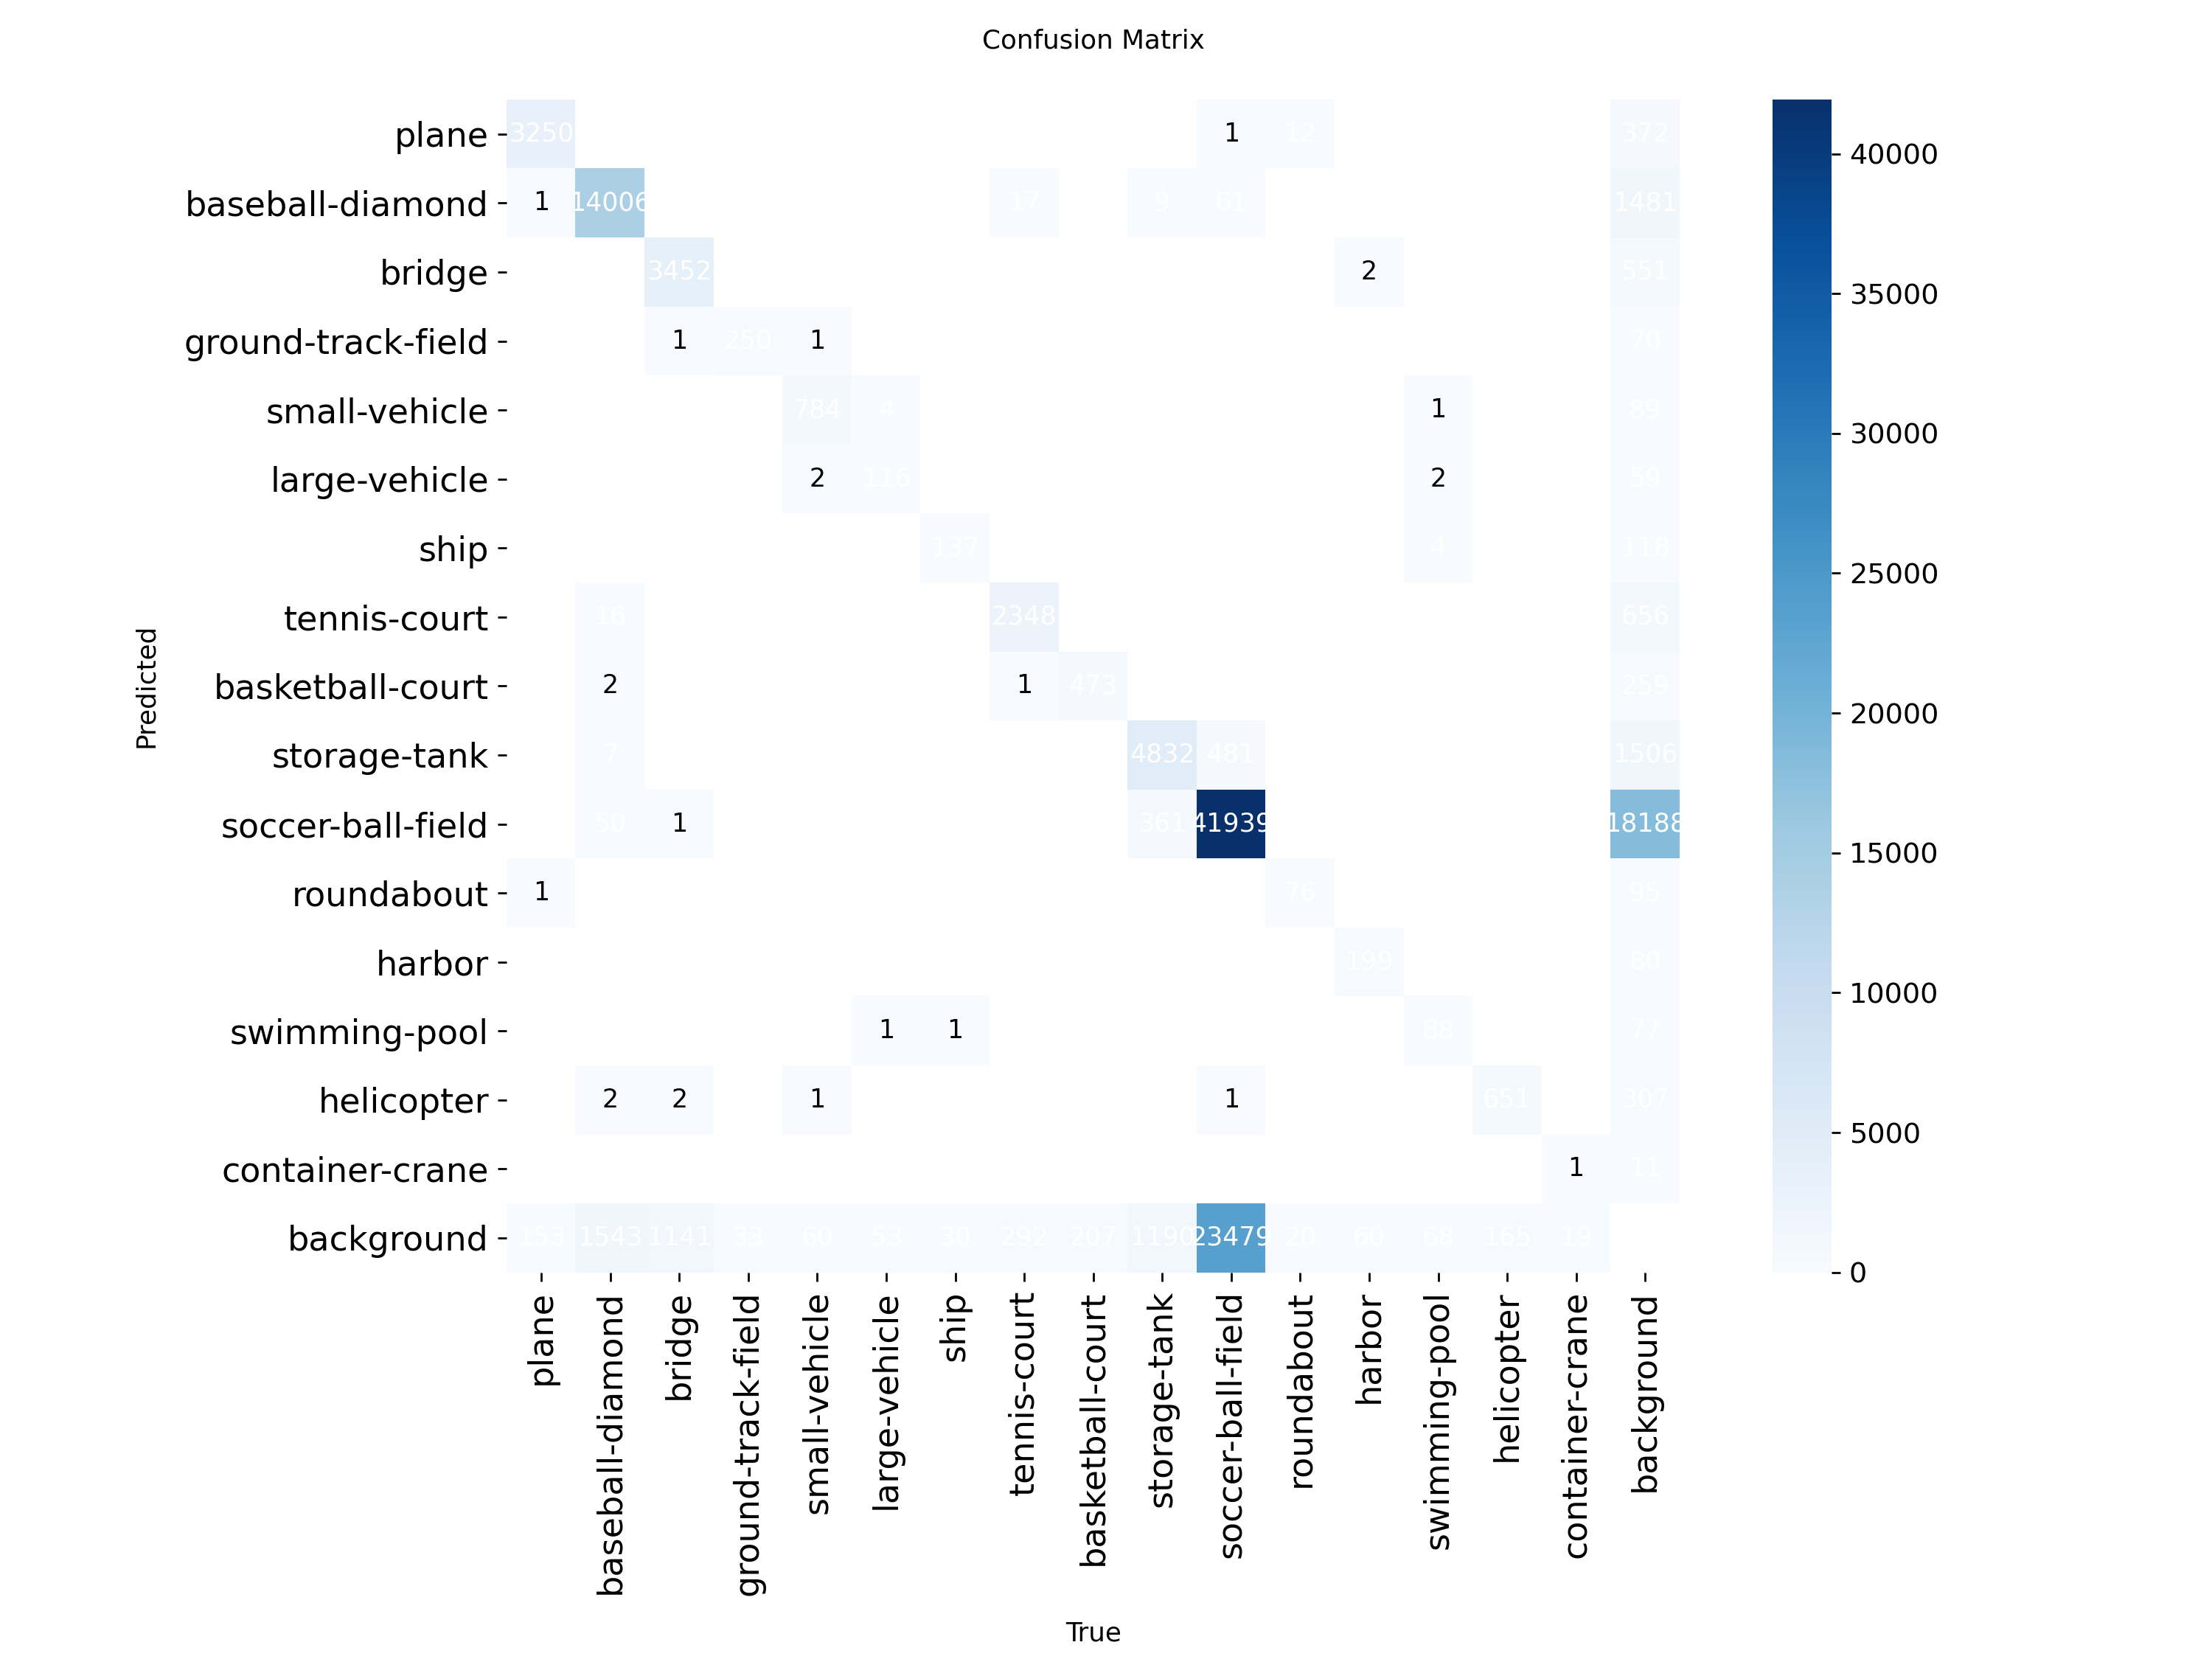 Confusion Matrix
plane 3250 1 12 372
baseball-diamond 1 14006 17 9 61 1481
bridge 3452 2 551
ground-track-field 1 250 1 70
small-vehicle 784 4 1 89
large-vehicle 2 116 2 59
ship 137 4 118
tennis-court 16 2348 656
basketball-court 2 1 473 259
storage-tank 7 4832 481 1506
soccer-ball-field 50 1 361 41939 18188
roundabout 1 76 95
harbor 199 80
swimming-pool 1 1 88 77
helicopter 2 2 1 1 651 307
container-crane 1 11
background 153 1543 1141 33 60 53 30 292 207 1190 23479 20 60 68 165 19
Predicted
plane
baseball-diamond
bridge
ground-track-field
small-vehicle
large-vehicle
ship
tennis-court
basketball-court
storage-tank
soccer-ball-field
roundabout
harbor
swimming-pool
helicopter
container-crane
background
True
40000
35000
30000
25000
20000
15000
10000
5000
0